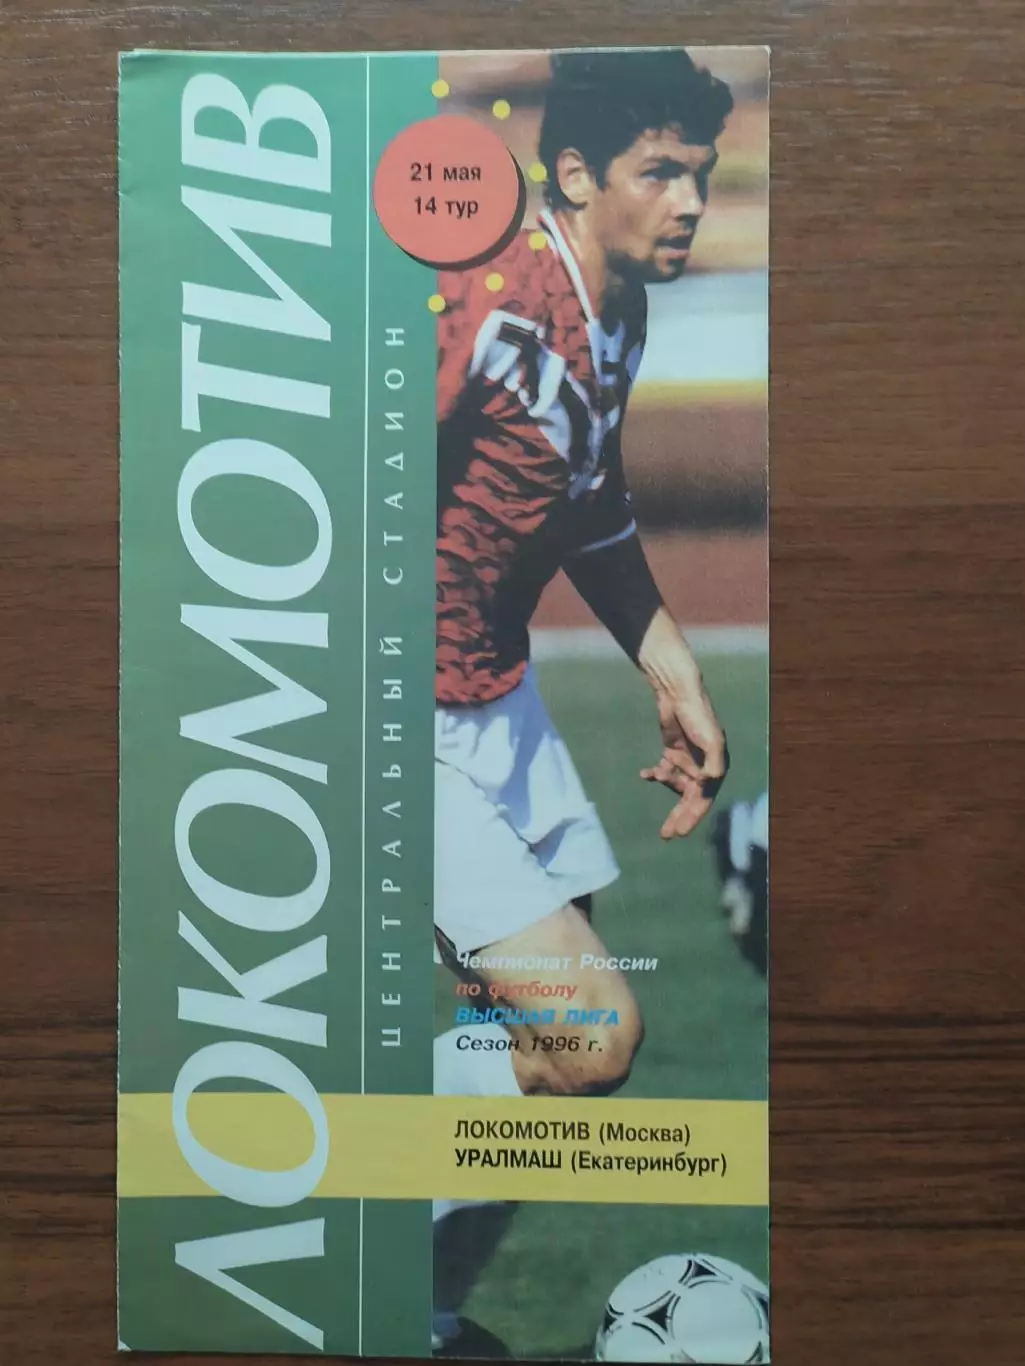 ЛОКОМОТИВ
ЦЕНТРАЛЬНЫЙ СТАДИОН
21 мая
14 тур
Чемпионат России
по футболу
ВЫСШАЯ ЛИГА
Сезон 1996 г.
ЛОКОМОТИВ (Москва)
УРАЛМАШ (Екатеринбург)